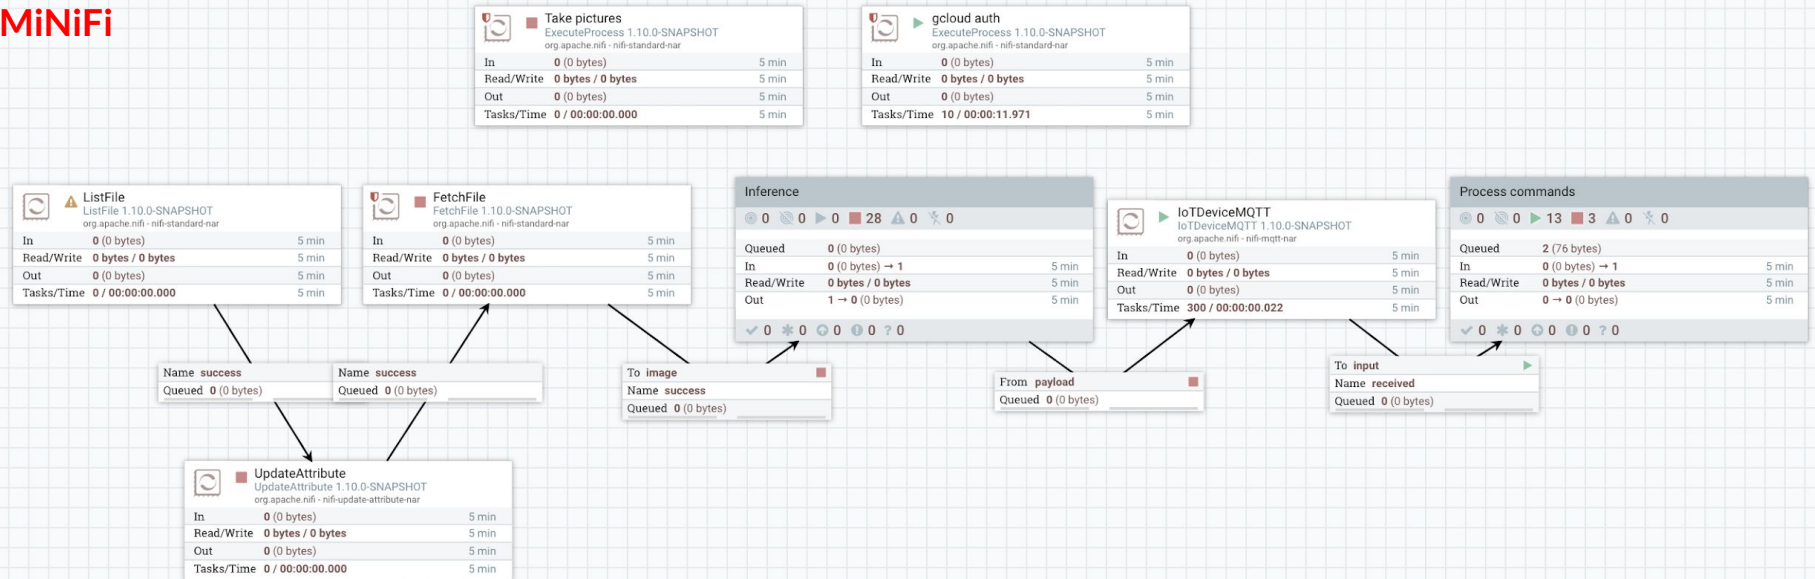 MiNiFi
Take pictures
ExecuteProcess 1.10.0-SNAPSHOT
org.apache.nifi - nifi-standard-nar
In 0 (0 bytes) 5 min
Read/Write 0 bytes / 0 bytes 5 min
Out 0 (0 bytes) 5 min
Tasks/Time 0 / 00:00:00.000 5 min
gcloud auth
ExecuteProcess 1.10.0-SNAPSHOT
org.apache.nifi - nifi-standard-nar
In 0 (0 bytes) 5 min
Read/Write 0 bytes / 0 bytes 5 min
Out 0 (0 bytes) 5 min
Tasks/Time 10 / 00:00:11.971 5 min
ListFile
ListFile 1.10.0-SNAPSHOT
org.apache.nifi - nifi-standard-nar
In 0 (0 bytes) 5 min
Read/Write 0 bytes / 0 bytes 5 min
Out 0 (0 bytes) 5 min
Tasks/Time 0 / 00:00:00.000 5 min
FetchFile
FetchFile 1.10.0-SNAPSHOT
org.apache.nifi - nifi-standard-nar
In 0 (0 bytes) 5 min
Read/Write 0 bytes / 0 bytes 5 min
Out 0 (0 bytes) 5 min
Tasks/Time 0 / 00:00:00.000 5 min
Inference
0 0 0 28 0 0
Queued 0 (0 bytes)
In 0 (0 bytes) → 1 5 min
Read/Write 0 bytes / 0 bytes 5 min
Out 1 → 0 (0 bytes) 5 min
0 0 0 0 ? 0
IoTDeviceMQTT
IoTDeviceMQTT 1.10.0-SNAPSHOT
org.apache.nifi - nifi-mqtt-nar
In 0 (0 bytes) 5 min
Read/Write 0 bytes / 0 bytes 5 min
Out 0 (0 bytes) 5 min
Tasks/Time 300 / 00:00:00.022 5 min
Process commands
0 0 13 3 0 0
Queued 2 (76 bytes)
In 0 (0 bytes) → 1 5 min
Read/Write 0 bytes / 0 bytes 5 min
Out 0 → 0 (0 bytes) 5 min
0 0 0 0 ? 0
Name success
Queued 0 (0 bytes)
Name success
Queued 0 (0 bytes)
To image
Name success
Queued 0 (0 bytes)
From payload
Queued 0 (0 bytes)
To input
Name received
Queued 0 (0 bytes)
UpdateAttribute
UpdateAttribute 1.10.0-SNAPSHOT
org.apache.nifi - nifi-update-attribute-nar
In 0 (0 bytes) 5 min
Read/Write 0 bytes / 0 bytes 5 min
Out 0 (0 bytes) 5 min
Tasks/Time 0 / 00:00:00.000 5 min